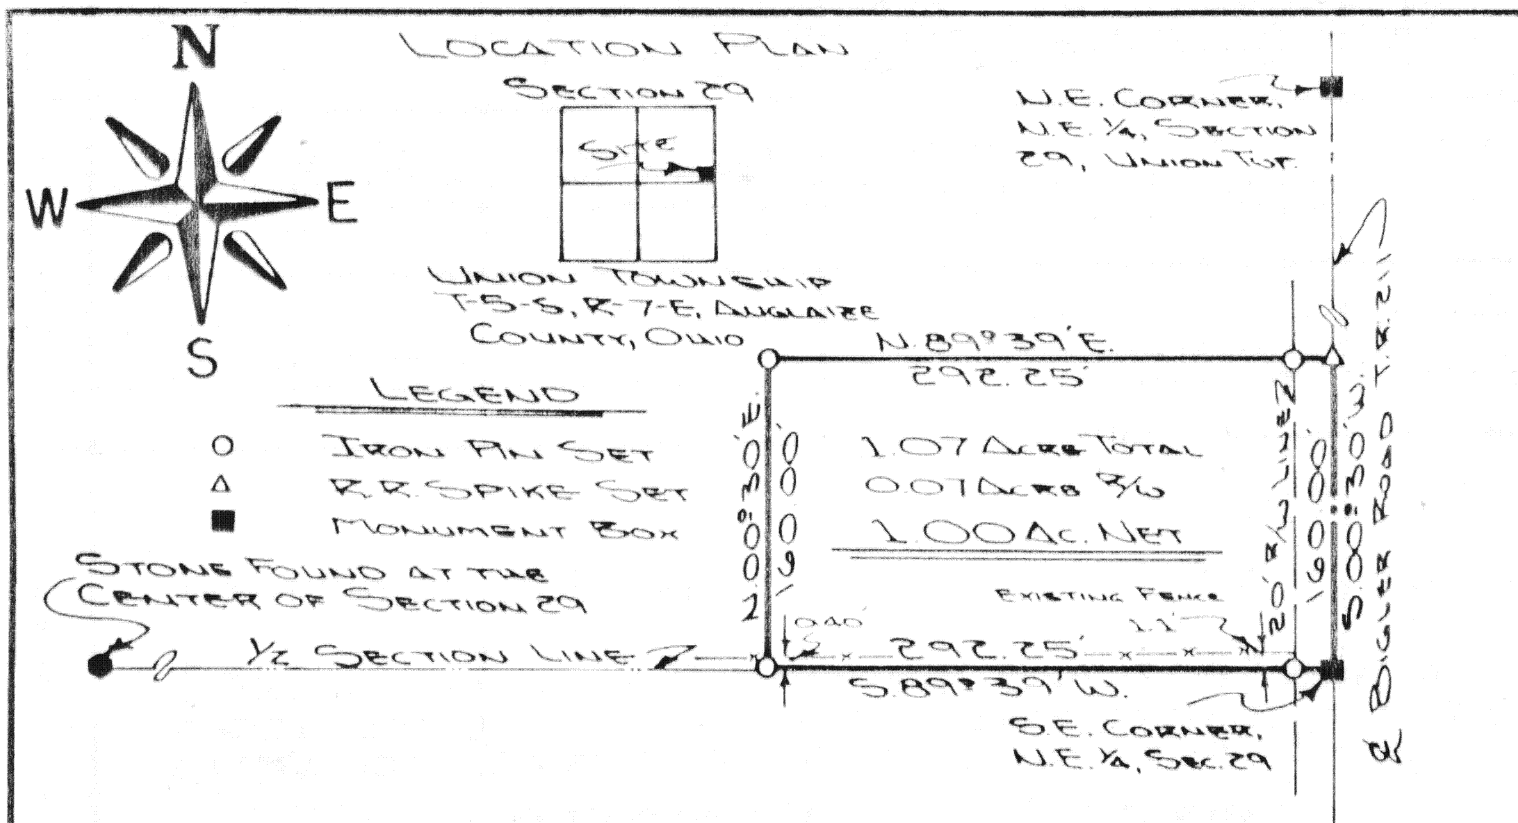 N
W
E
S
LOCATION PLAN
SECTION 29
SITE
UNION TOWNSHIP
T-5-S, R-7-E, AUGLAIZE
COUNTY, OHIO
N.E. CORNER,
N.E. 1/4, SECTION
29, UNION TWP.
LEGEND
IRON PIN SET
R.R. SPIKE SET
MONUMENT BOX
STONE FOUND AT THE
CENTER OF SECTION 29
1/2 SECTION LINE
N. 89° 39' E.
292.25'
N. 00° 30' E.
160.00'
1.07 ACRE TOTAL
0.07 ACRE R/W
1.00 AC. NET
EXISTING FENCE
0.40'
1.1'
292.25'
S. 89° 39' W.
20' R/W LINE
160.00'
S. 00° 30' W.
℄ BIGLER ROAD T.R. 211
S.E. CORNER,
N.E. 1/4, SEC. 29